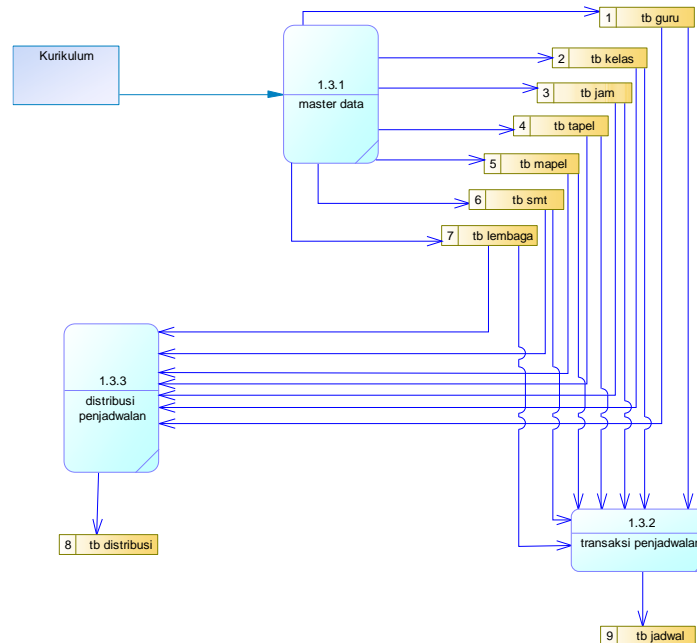 1 tb guru
Kurikulum
2 tb kelas
1.3.1
master data
3 tb jam
4 tb tapel
5 tb mapel
6 tb smt
7 tb lembaga
1.3.3
distribusi
penjadwalan
8 tb distribusi
1.3.2
transaksi penjadwalan
9 tb jadwal